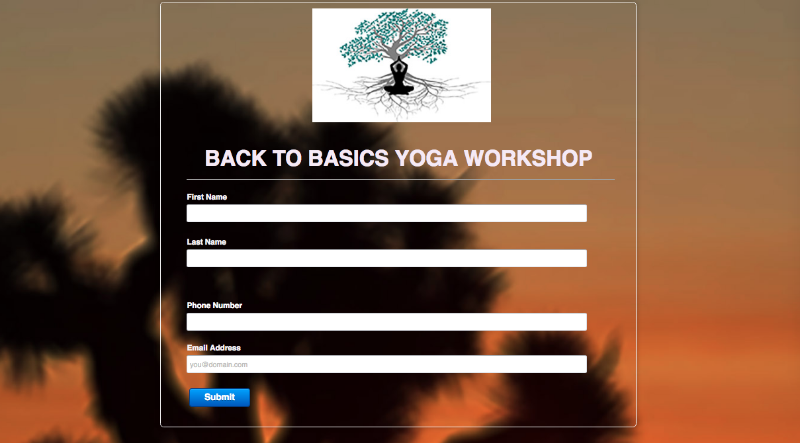 BACK TO BASICS YOGA WORKSHOP
First Name
Last Name
Phone Number
Email Address
you@domain.com
Submit